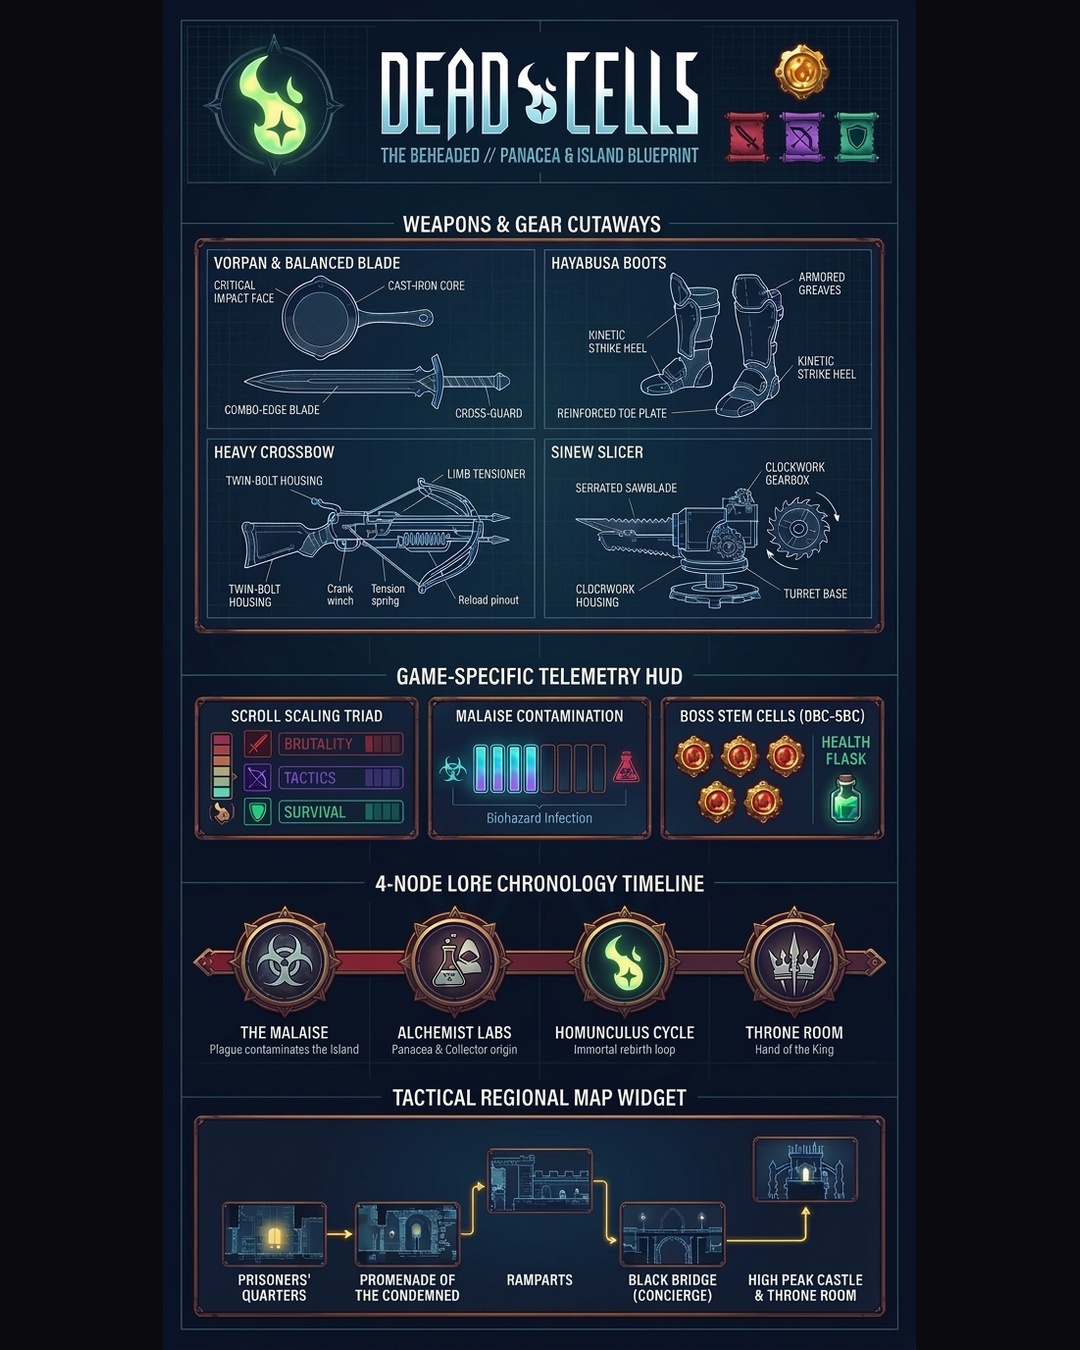 DEAD CELLS
THE BEHEADED // PANACEA & ISLAND BLUEPRINT
WEAPONS & GEAR CUTAWAYS
VORPAN & BALANCED BLADE
CRITICAL
IMPACT FACE
CAST-IRON CORE
COMBO-EDGE BLADE
CROSS-GUARD
HAYABUSA BOOTS
ARMORED
GREAVES
KINETIC
STRIKE HEEL
KINETIC
STRIKE HEEL
REINFORCED TOE PLATE
HEAVY CROSSBOW
TWIN-BOLT HOUSING
LIMB TENSIONER
TWIN-BOLT
HOUSING
Crank
winch
Tension
sprihg
Reload pinout
SINEW SLICER
CLOCKWORK
GEARBOX
SERRATED SAWBLADE
CLOCRWORK
HOUSING
TURRET BASE
GAME-SPECIFIC TELEMETRY HUD
SCROLL SCALING TRIAD
BRUTALITY
TACTICS
SURVIVAL
MALAISE CONTAMINATION
Biohazard Infection
BOSS STEM CELLS (0BC-5BC)
HEALTH
FLASK
4-NODE LORE CHRONOLOGY TIMELINE
THE MALAISE
Plague contaminates the Island
ALCHEMIST LABS
Panacea & Collector origin
HOMUNCULUS CYCLE
Immortal rebirth loop
THRONE ROOM
Hand of the King
TACTICAL REGIONAL MAP WIDGET
PRISONERS'
QUARTERS
PROMENADE OF
THE CONDEMNED
RAMPARTS
BLACK BRIDGE
(CONCIERGE)
HIGH PEAK CASTLE
& THRONE ROOM